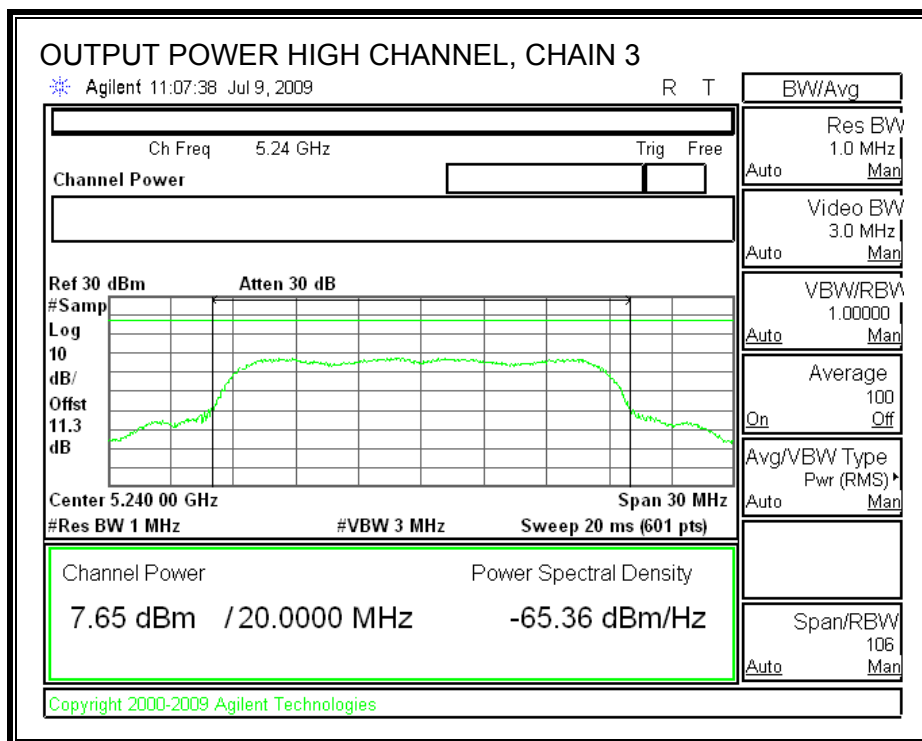 OUTPUT POWER HIGH CHANNEL, CHAIN 3
Agilent 11:07:38 Jul 9, 2009 R T
Ch Freq 5.24 GHz Trig Free
Channel Power
Ref 30 dBm Atten 30 dB
#Samp
Log
10
dB/
Offst
11.3
dB
Center 5.240 00 GHz Span 30 MHz
#Res BW 1 MHz #VBW 3 MHz Sweep 20 ms (601 pts)
Channel Power Power Spectral Density
7.65 dBm / 20.0000 MHz -65.36 dBm/Hz
Copyright 2000-2009 Agilent Technologies
BW/Avg
Res BW
1.0 MHz
Auto Man
Video BW
3.0 MHz
Auto Man
VBW/RBW
1.00000
Auto Man
Average
100
On Off
Avg/VBW Type
Pwr (RMS)
Auto Man
Span/RBW
106
Auto Man